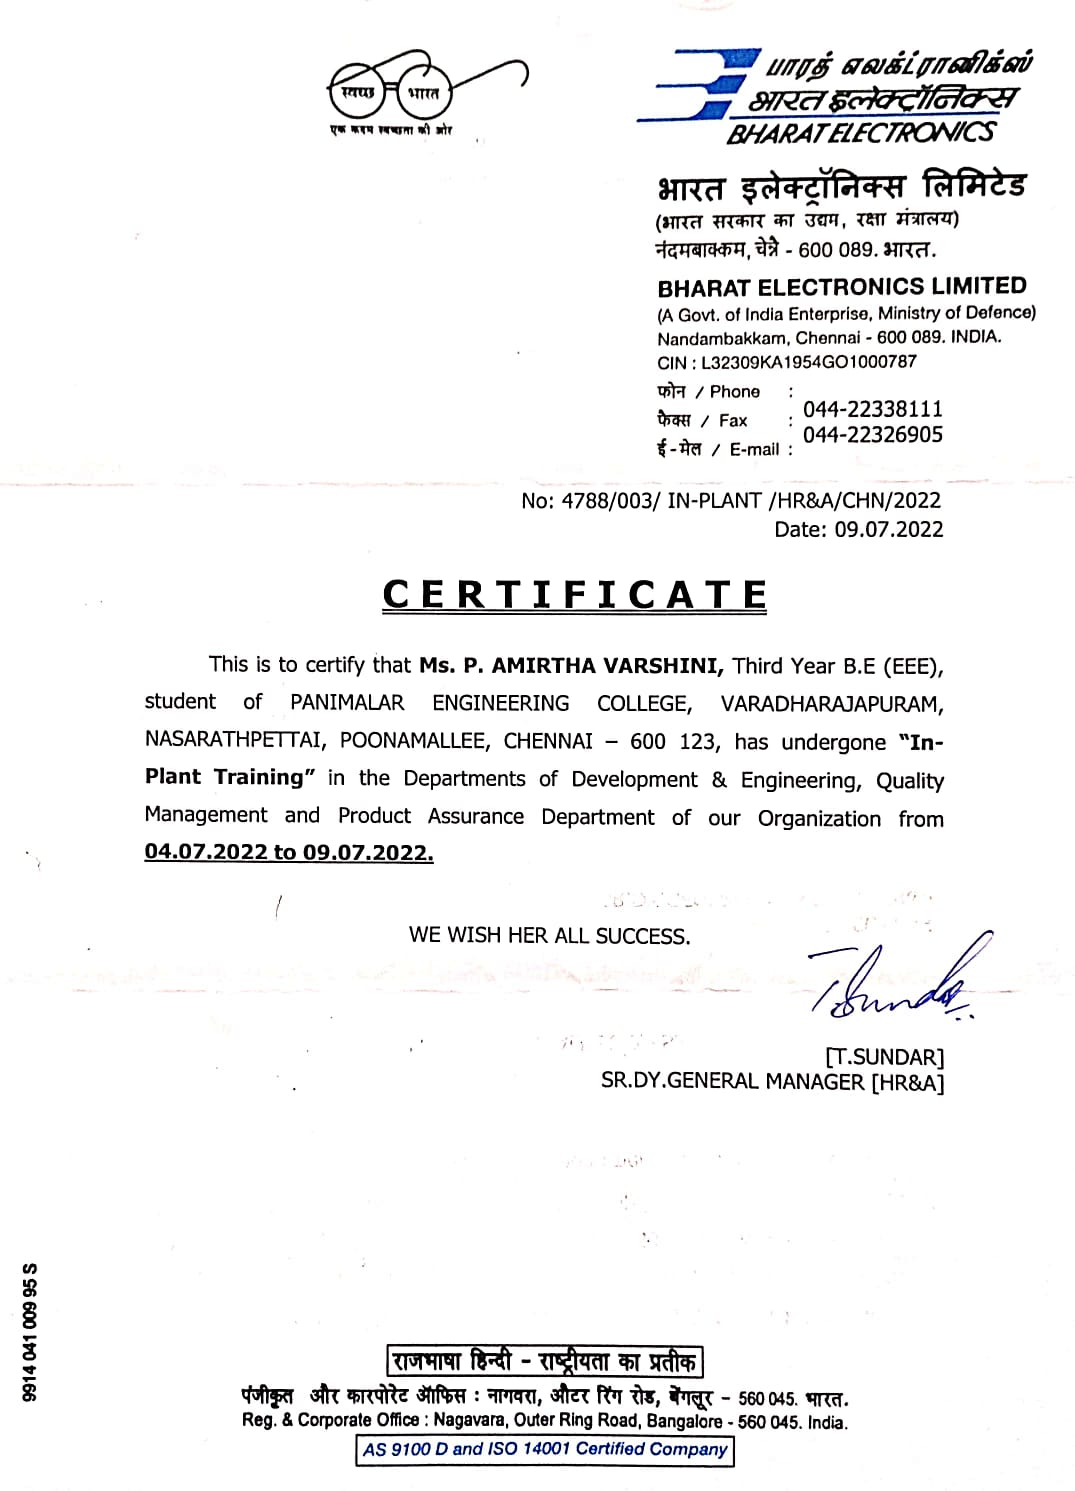 स्वच्छ भारत
एक कदम स्वच्छता की ओर
பாரத் எலக்ட்ரானிக்ஸ்
भारत इलेक्ट्रॉनिक्स
BHARAT ELECTRONICS
भारत इलेक्ट्रॉनिक्स लिमिटेड
(भारत सरकार का उद्यम, रक्षा मंत्रालय)
नंदमबाक्कम, चेन्नै - 600 089. भारत.
BHARAT ELECTRONICS LIMITED
(A Govt. of India Enterprise, Ministry of Defence)
Nandambakkam, Chennai - 600 089. INDIA.
CIN : L32309KA1954GO1000787
फोन / Phone :
044-22338111
फैक्स / Fax :
044-22326905
ई-मेल / E-mail :
No: 4788/003/ IN-PLANT /HR&A/CHN/2022
Date: 09.07.2022
CERTIFICATE
This is to certify that Ms. P. AMIRTHA VARSHINI, Third Year B.E (EEE),
student of PANIMALAR ENGINEERING COLLEGE, VARADHARAJAPURAM,
NASARATHPETTAI, POONAMALLEE, CHENNAI – 600 123, has undergone “In-
Plant Training” in the Departments of Development & Engineering, Quality
Management and Product Assurance Department of our Organization from
04.07.2022 to 09.07.2022.
WE WISH HER ALL SUCCESS.
T.Sundar
[T.SUNDAR]
SR.DY.GENERAL MANAGER [HR&A]
9914 041 009 95 S
राजभाषा हिन्दी – राष्ट्रीयता का प्रतीक
पंजीकृत और कारपोरेट ऑफिस : नागवरा, औटर रिंग रोड, बेंगलूर – 560 045. भारत.
Reg. & Corporate Office : Nagavara, Outer Ring Road, Bangalore - 560 045. India.
AS 9100 D and ISO 14001 Certified Company